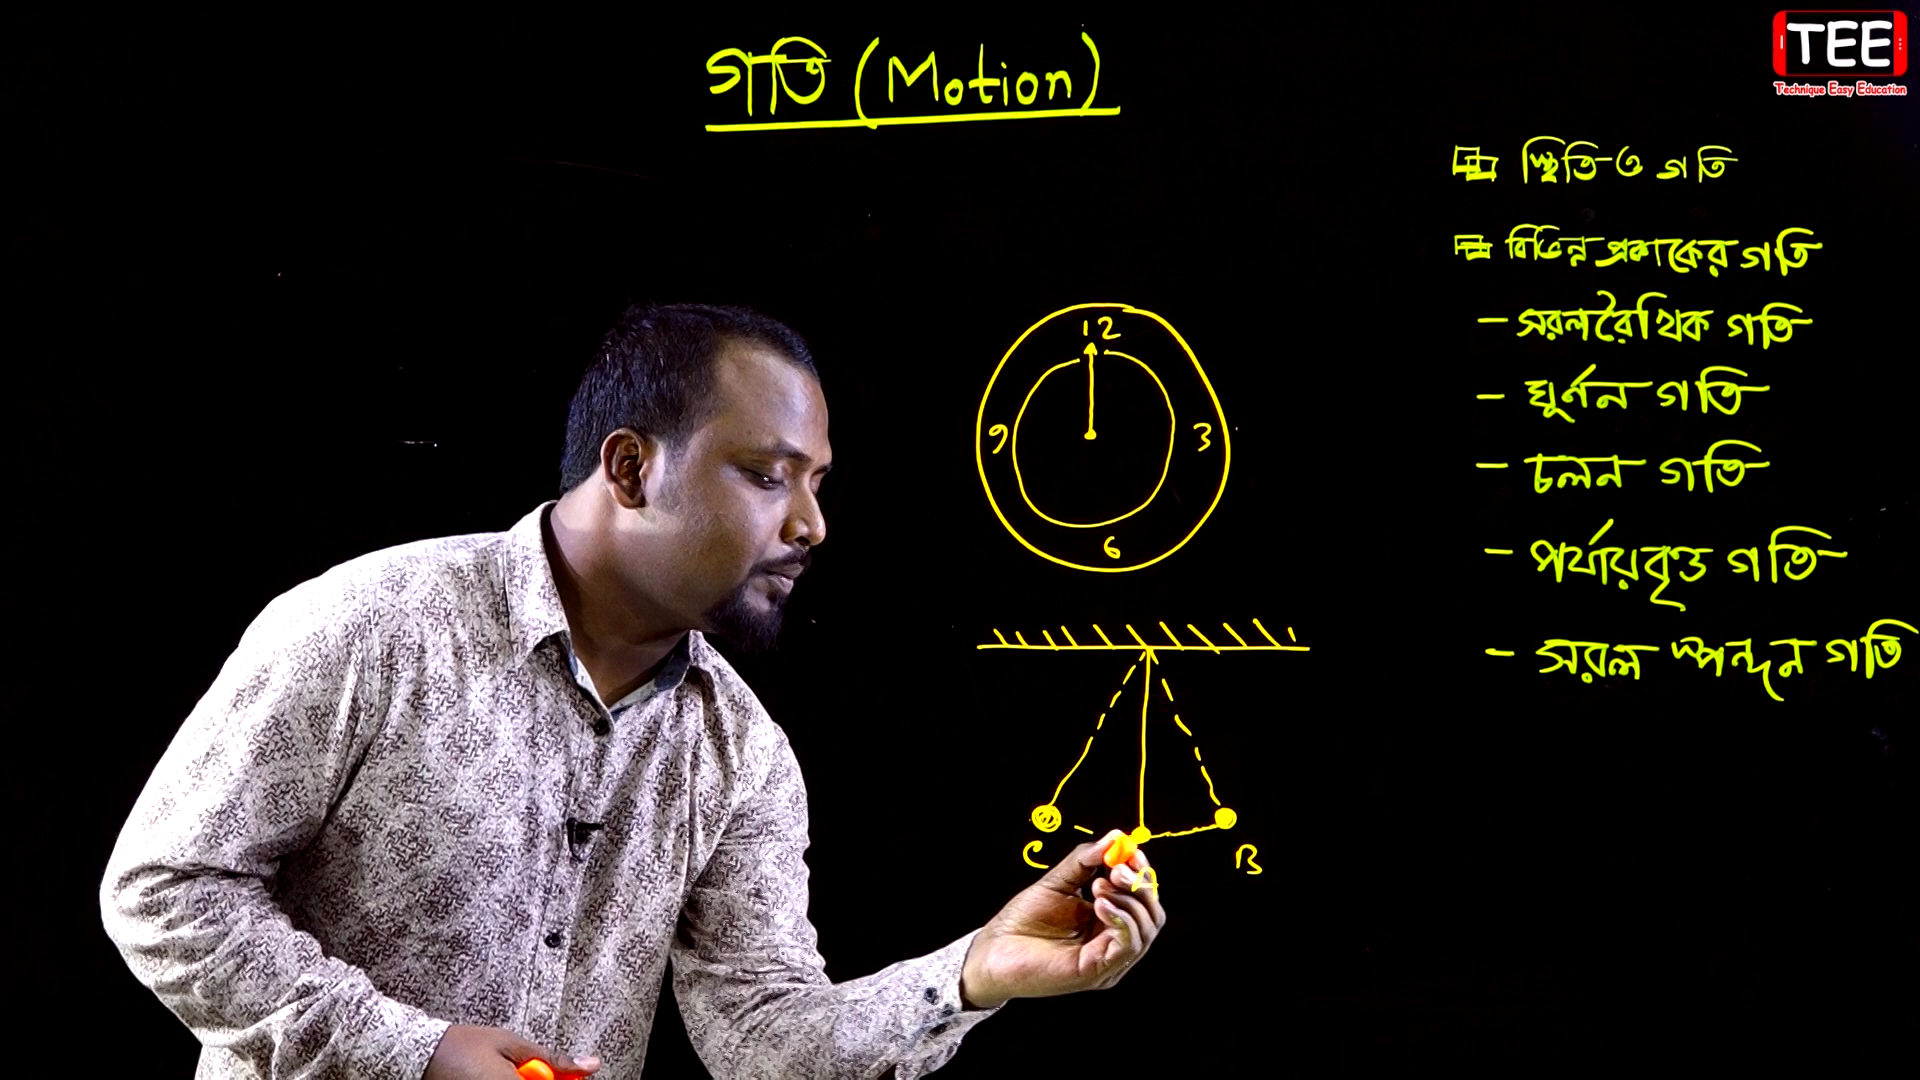 গতি (Motion)
TEE
Technique Easy Education
স্থিতি ও গতি
বিভিন্ন প্রকারের গতি
- সরলরৈখিক গতি
- ঘূর্ণন গতি
- চলন গতি
- পর্যায়বৃত্ত গতি
- সরল স্পন্দন গতি
12
9
3
6
C
A
B